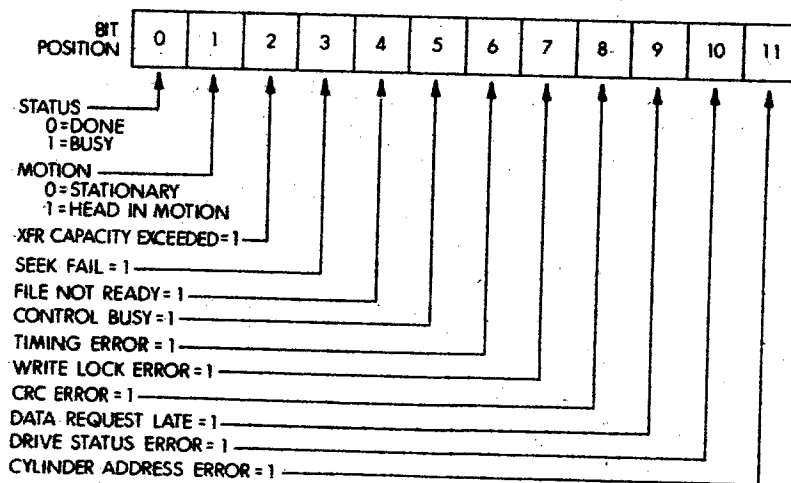 BIT
POSITION
0 1 2 3 4 5 6 7 8 9 10 11
STATUS
0=DONE
1=BUSY
MOTION
0=STATIONARY
1=HEAD IN MOTION
XFR CAPACITY EXCEEDED=1
SEEK FAIL=1
FILE NOT READY=1
CONTROL BUSY=1
TIMING ERROR=1
WRITE LOCK ERROR=1
CRC ERROR=1
DATA REQUEST LATE=1
DRIVE STATUS ERROR=1
CYLINDER ADDRESS ERROR=1